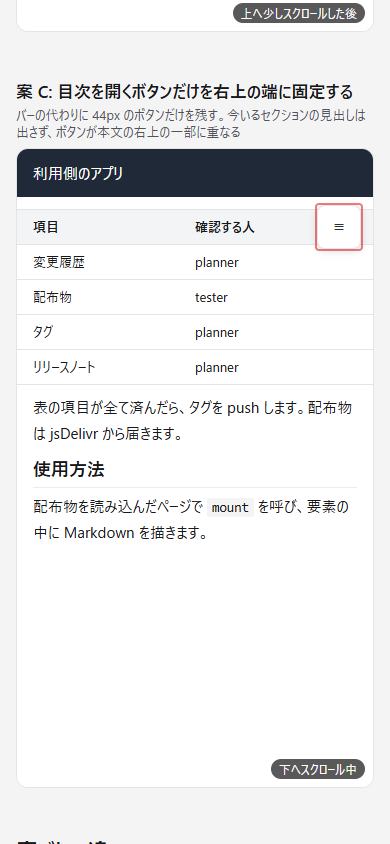 上へ少しスクロールした後
案 C: 目次を開くボタンだけを右上の端に固定する
バーの代わりに 44px のボタンだけを残す。今いるセクションの見出しは
出さず、ボタンが本文の右上の一部に重なる
利用側のアプリ
項目 確認する人
変更履歴 planner
配布物 tester
タグ planner
リリースノート planner
表の項目が全て済んだら、タグを push します。配布物
は jsDelivr から届きます。
使用方法
配布物を読み込んだページで mount を呼び、要素の
中に Markdown を描きます。
下へスクロール中